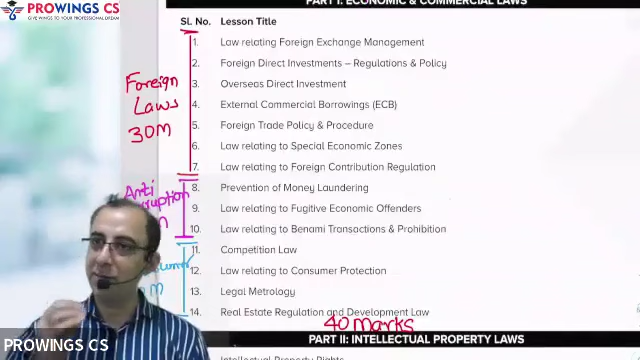 PROWINGS CS
GIVE WINGS TO YOUR PROFESSIONAL DREAM
PART I: ECONOMIC & COMMERCIAL LAWS
Sl. No. Lesson Title
1. Law relating Foreign Exchange Management
2. Foreign Direct Investments – Regulations & Policy
3. Overseas Direct Investment
4. External Commercial Borrowings (ECB)
5. Foreign Trade Policy & Procedure
6. Law relating to Special Economic Zones
7. Law relating to Foreign Contribution Regulation
8. Prevention of Money Laundering
9. Law relating to Fugitive Economic Offenders
10. Law relating to Benami Transactions & Prohibition
11. Competition Law
12. Law relating to Consumer Protection
13. Legal Metrology
14. Real Estate Regulation and Development Law
Foreign
Laws
30M
Anti
40 Marks
PART II: INTELLECTUAL PROPERTY LAWS
Intellectual Property Rights
PROWINGS CS